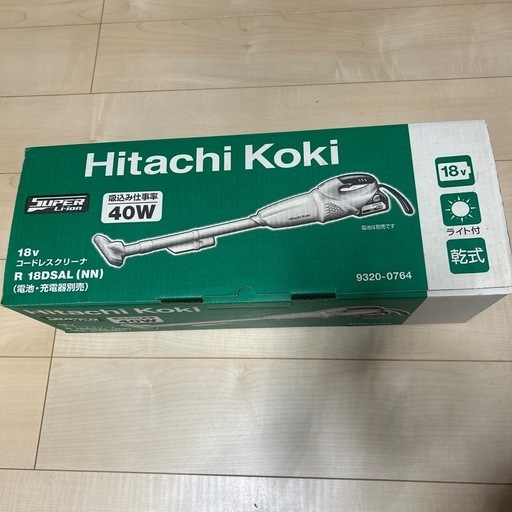 Hitachi Koki
SUPER
Li-ion
吸込み仕事率
40W
18v
コードレスクリーナ
R 18DSAL (NN)
(電池・充電器別売)
電池は別売です
9320-0764
18v
ライト付
乾式
Hitachi Koki
40W